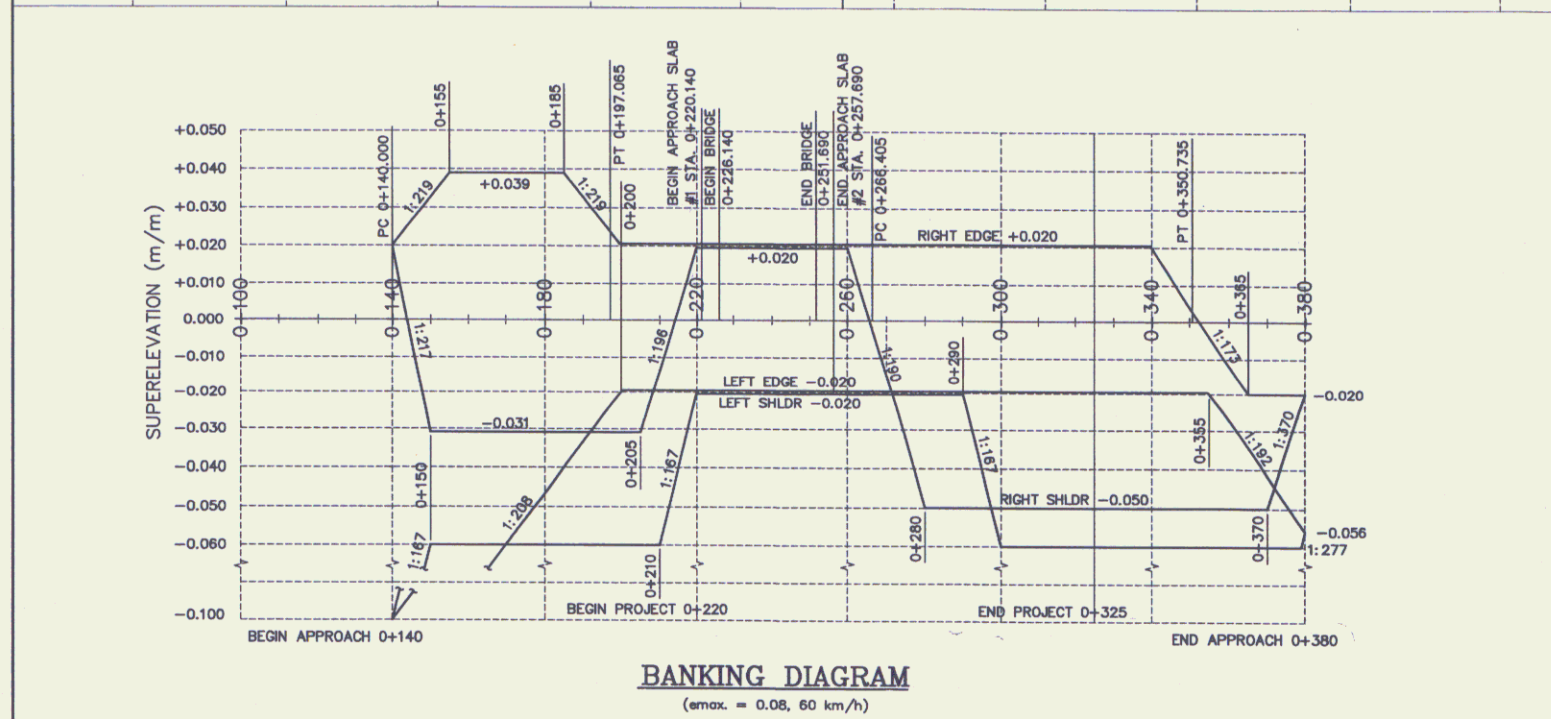 0+155
0+185
PT 0+197.065
BEGIN APPROACH SLAB
#1 STA. 0+220.140
BEGIN BRIDGE
0+226.140
END BRIDGE
0+251.690
END APPROACH SLAB
#2 STA. 0+257.690
PC 0+266.405
PT 0+350.735
0+365
PC 0+140.000
0+200
SUPERELEVATION (m/m)
+0.050
+0.040
+0.030
+0.020
+0.010
0.000
-0.010
-0.020
-0.030
-0.040
-0.050
-0.060
-0.100
1:219
+0.039
1:219
RIGHT EDGE +0.020
+0.020
0+100
0+140
0+180
0+220
0+260
0+300
0+340
0+380
1:217
1:196
1:190
0+290
1:173
LEFT EDGE -0.020
LEFT SHLDR -0.020
-0.020
-0.031
0+150
0+205
1:167
1:167
0+355
1:192
1:370
1:208
RIGHT SHLDR -0.050
1:167
0+210
0+280
0+370
-0.056
1:277
BEGIN PROJECT 0+220
END PROJECT 0+325
BEGIN APPROACH 0+140
END APPROACH 0+380
BANKING DIAGRAM
(emax. = 0.08, 60 km/h)